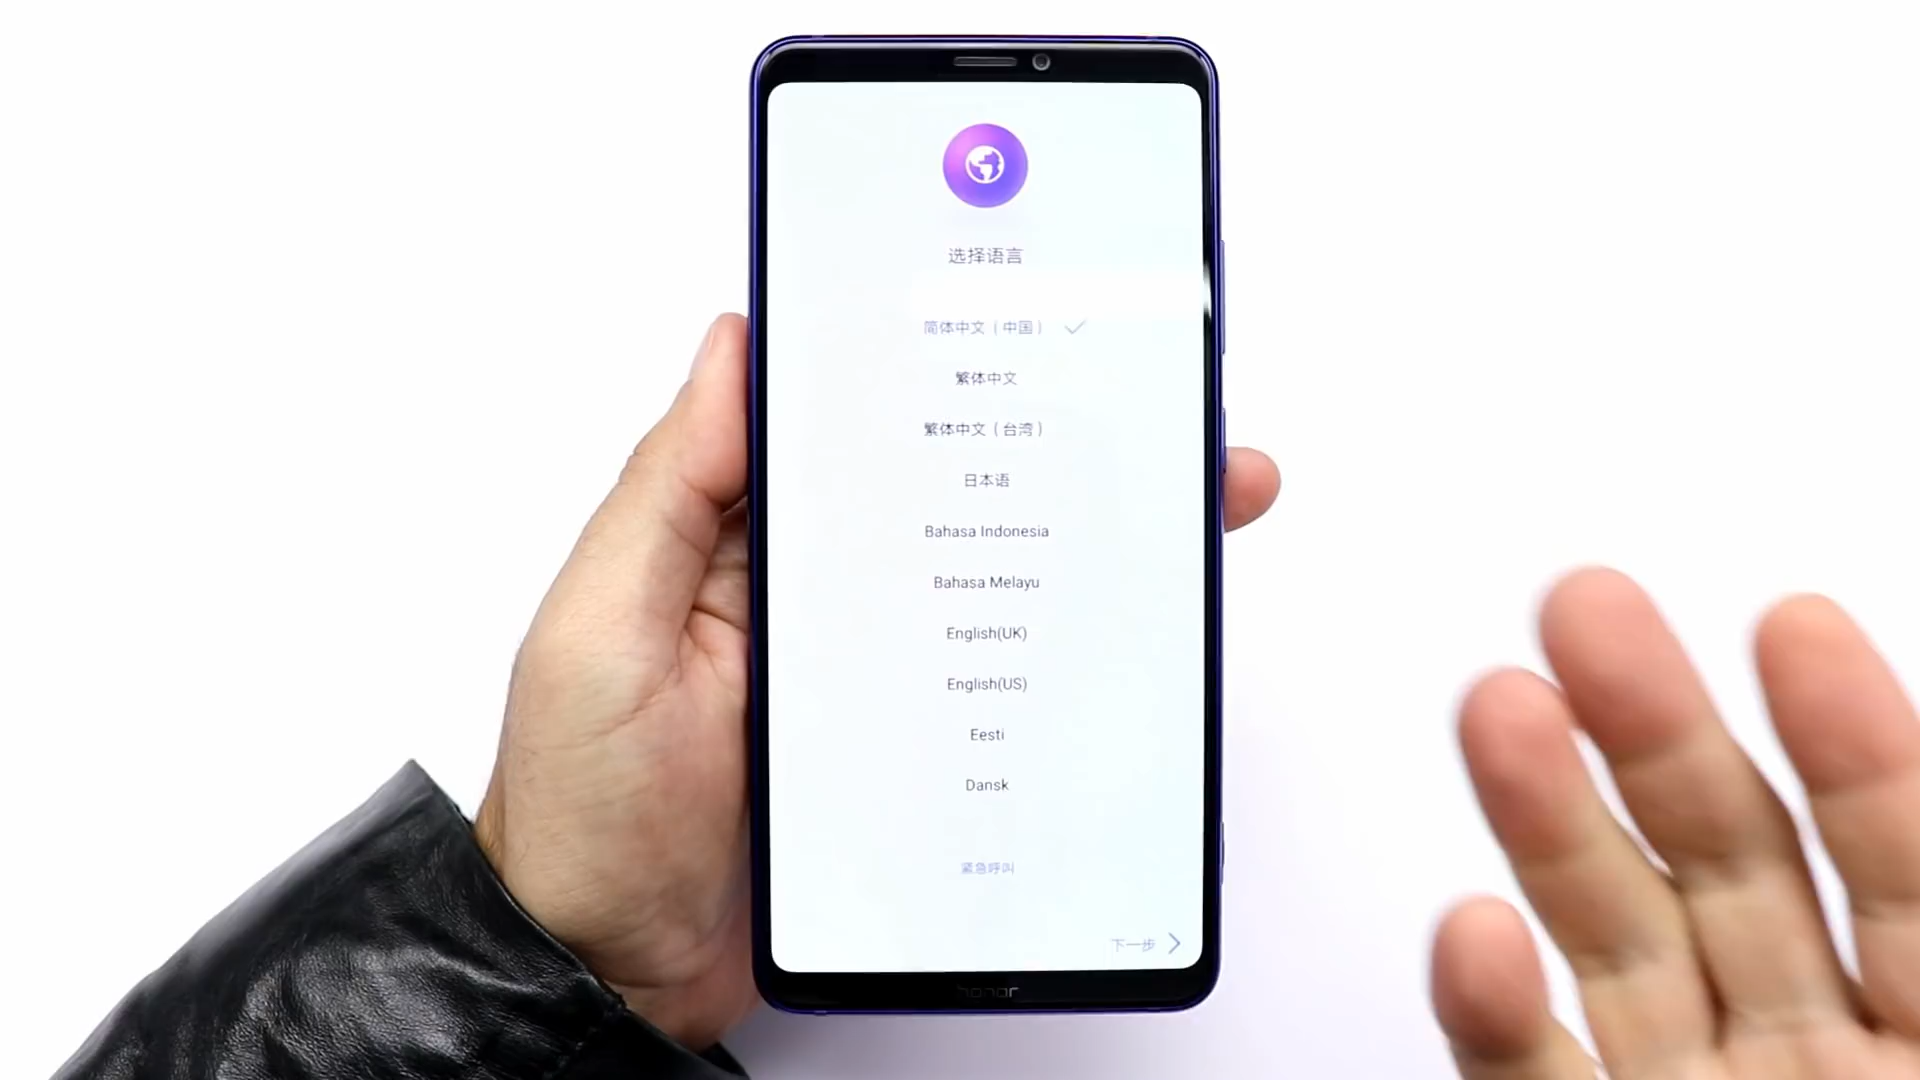 选择语言
简体中文（中国）
繁体中文
繁体中文（台湾）
日本语
Bahasa Indonesia
Bahasa Melayu
English(UK)
English(US)
Eesti
Dansk
紧急呼叫
下一步
honor